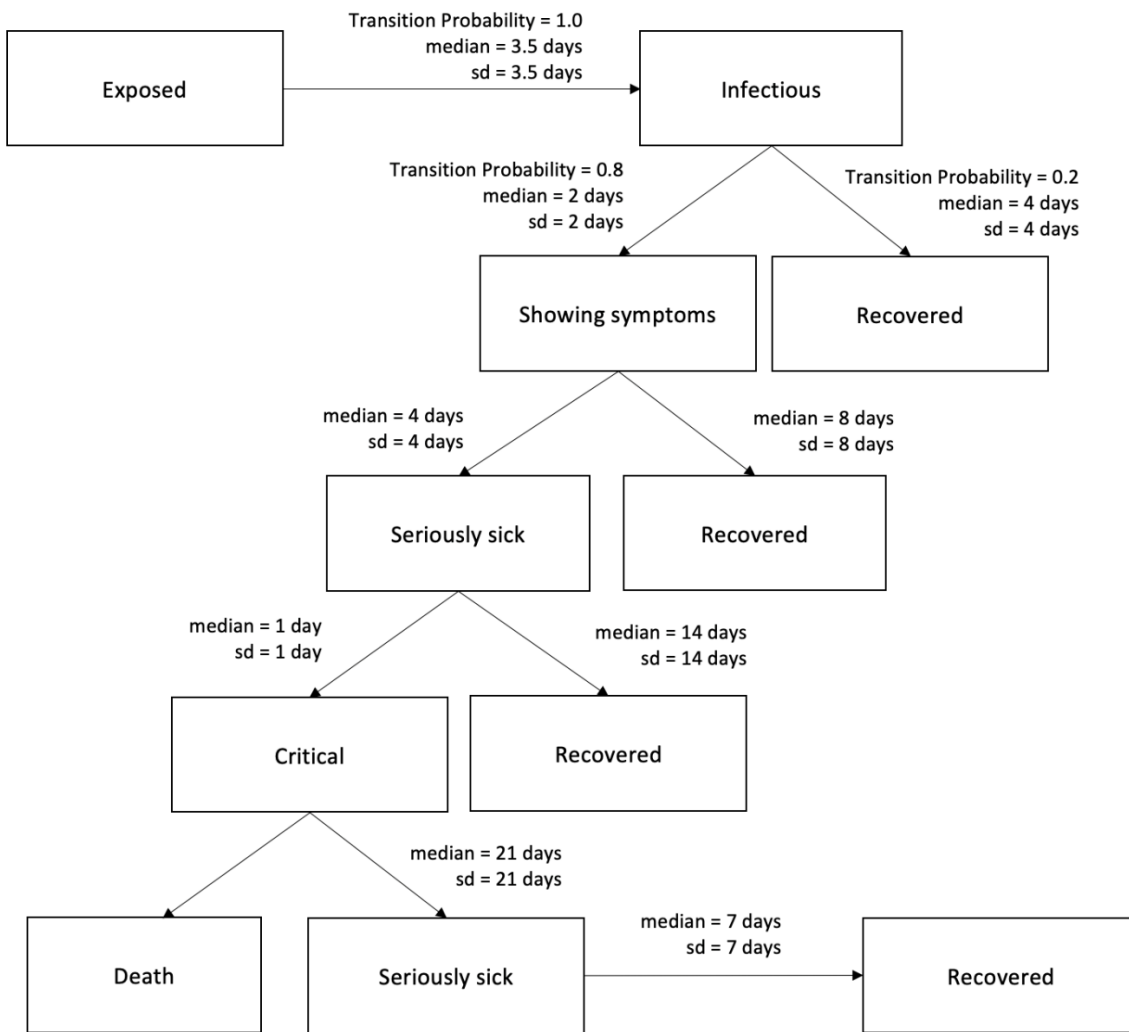 Transition Probability = 1.0
median = 3.5 days
sd = 3.5 days
Exposed
Infectious
Transition Probability = 0.8
median = 2 days
sd = 2 days
Transition Probability = 0.2
median = 4 days
sd = 4 days
Showing symptoms
Recovered
median = 4 days
sd = 4 days
median = 8 days
sd = 8 days
Seriously sick
Recovered
median = 1 day
sd = 1 day
median = 14 days
sd = 14 days
Critical
Recovered
median = 21 days
sd = 21 days
median = 7 days
sd = 7 days
Death
Seriously sick
Recovered